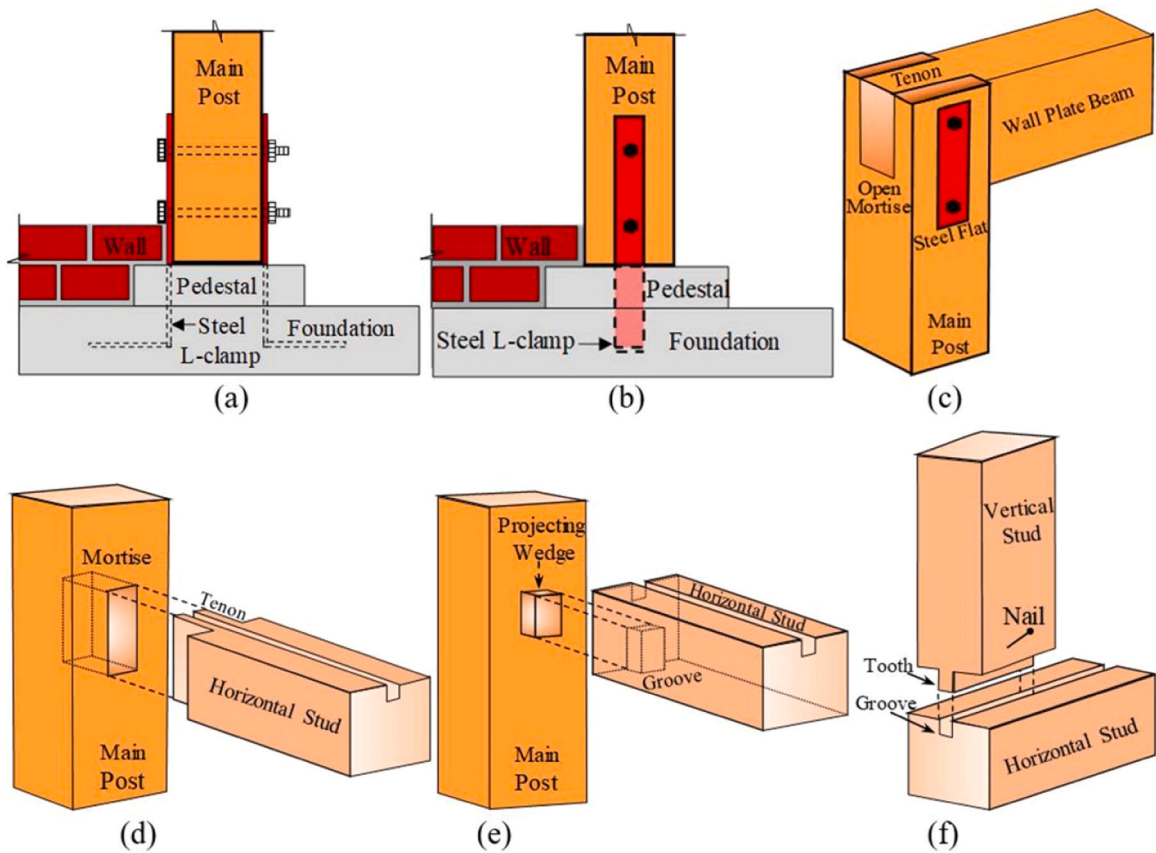 Main
Post
Wall
Pedestal
Steel
L-clamp
Foundation
(a)
Main
Post
Wall
Pedestal
Steel L-clamp
Foundation
(b)
Tenon
Wall Plate Beam
Open
Mortise
Steel Flat
Main
Post
(c)
Mortise
Tenon
Horizontal Stud
Main
Post
(d)
Projecting
Wedge
Horizontal Stud
Groove
Main
Post
(e)
Vertical
Stud
Nail
Tooth
Groove
Horizontal Stud
(f)